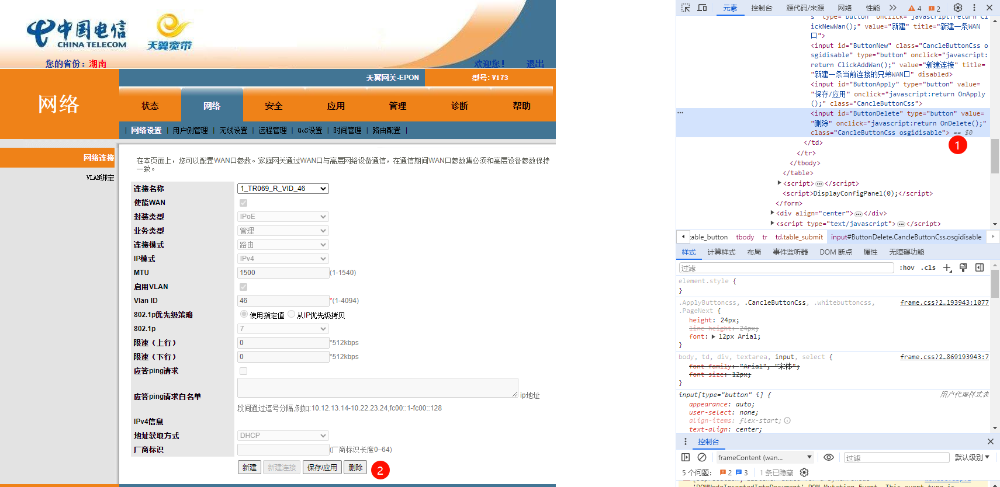 中国电信
CHINA TELECOM
天翼宽带
您的省份：湖南
欢迎您！ 退出
天翼网关-EPON 型号: V173
网络
状态 网络 安全 应用 管理 诊断 帮助
| 网络设置 | 用户侧管理 | 无线设置 | 远程管理 | QoS设置 | 时间管理 | 路由配置 |
网络连接
VLAN绑定
在本页面上，您可以配置WAN口参数。家庭网关通过WAN口与高层网络设备通信，在通信期间WAN口参数集必须和高层设备参数保持
一致。
连接名称 1_TR069_R_VID_46
使能WAN
封装类型 IPoE
业务类型 管理
连接模式 路由
IP模式 IPv4
MTU 1500 (1-1540)
启用VLAN
Vlan ID 46 *(1-4094)
802.1p优先级策略 使用指定值 从IP优先级拷贝
802.1p 7
限速（上行） 0 *512kbps
限速（下行） 0 *512kbps
应答ping请求
应答ping请求白名单 ip地址
段间通过逗号分隔,例如:10.12.13.14-10.22.23.24,fc00::1-fc00::128
IPv4信息
地址获取方式 DHCP
厂商标识 (厂商标识长度0–64)
新建 新建连接 保存/应用 删除 2
元素 控制台 源代码/来源 网络 性能 4 2
s" type="button" onclick="javascript:return Cl
ickNewWan();" value="新建" title="新建一条WAN
口">
<input id="ButtonNew" class="CancleButtonCss o
sgidisable" type="button" onclick="javascript:
return ClickAddWan();" value="新建连接" title=
"新建一条当前连接的兄弟WAN口" disabled>
<input id="ButtonApply" type="button" value=
"保存/应用" onclick="javascript:return OnApply
();" class="CancleButtonCss">
<input id="ButtonDelete" type="button" value=
"删除" onclick="javascript:return OnDelete();"
class="CancleButtonCss osgidisable"> == $0
1
</td>
</tr>
</tbody>
</table>
<script>…</script>
<script>DisplayConfigPanel(0);</script>
</form>
<div align="center">…</div>
<script type="text/javascript">…</script>
table_button tbody tr td.table_submit input#ButtonDelete.CancleButtonCss.osgidisable
样式 计算样式 布局 事件监听器 DOM 断点 属性 无障碍功能
过滤 :hov .cls
element.style {
}
.ApplyButtoncss, .CancleButtonCss, .whitebuttoncss, frame.css?2…193943:1077
.PageNext {
height: 24px;
line-height: 24px;
font: 12px Arial;
}
body, td, div, textarea, input, select { frame.css?2…869193943:7
font-family: "Arial", "宋体";
font-size: 12px;
}
input[type="button" i] { 用户代理样式表
appearance: auto;
user-select: none;
align-items: flex-start;
text-align: center;
控制台
frameContent (wan... 过滤 默认级别
5 个问题: 2 3 1 条已隐藏
'DOMNodeInsertedIntoDocument' DOM Mutation Event. This event type is